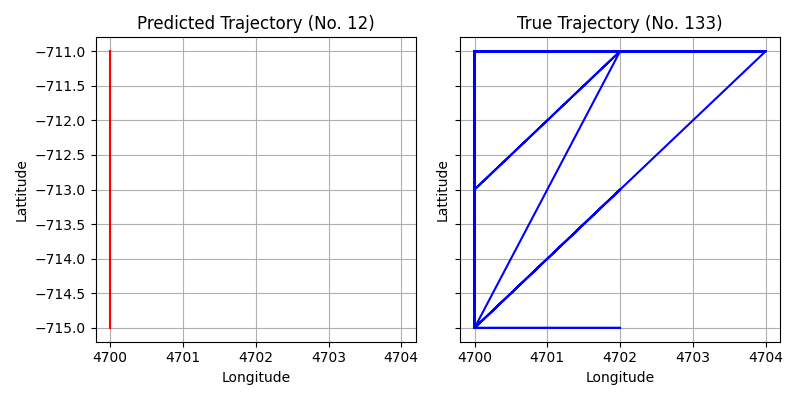 Predicted Trajectory (No. 12)
True Trajectory (No. 133)
−711.0
−711.5
−712.0
−712.5
−713.0
−713.5
−714.0
−714.5
−715.0
Lattitude
Lattitude
4700 4701 4702 4703 4704
4700 4701 4702 4703 4704
Longitude
Longitude